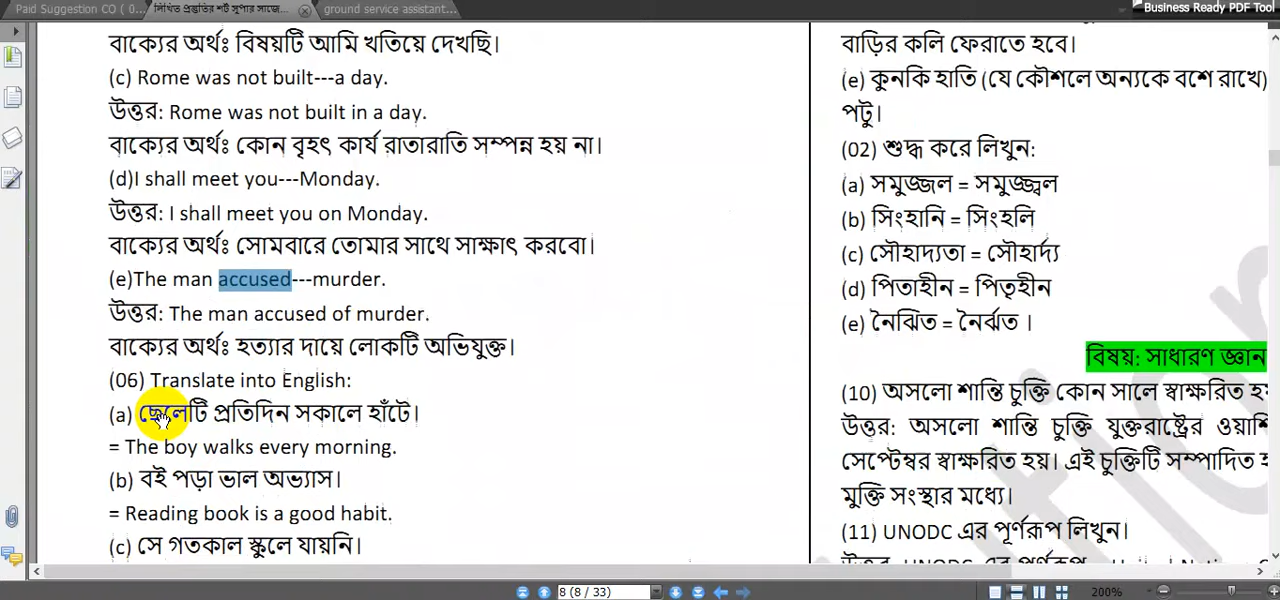 Paid Suggestion CO ( 0...
লিখিত প্রস্তুতির শর্ট সুপার সাজে...
ground service assistant...
Business Ready PDF Tool
বাক্যের অর্থঃ বিষয়টি আমি খতিয়ে দেখছি।
(c) Rome was not built---a day.
উত্তর: Rome was not built in a day.
বাক্যের অর্থঃ কোন বৃহৎ কার্য রাতারাতি সম্পন্ন হয় না।
(d)I shall meet you---Monday.
উত্তর: I shall meet you on Monday.
বাক্যের অর্থঃ সোমবারে তোমার সাথে সাক্ষাৎ করবো।
(e)The man accused---murder.
উত্তর: The man accused of murder.
বাক্যের অর্থঃ হত্যার দায়ে লোকটি অভিযুক্ত।
(06) Translate into English:
(a) ছেলেটি প্রতিদিন সকালে হাঁটে।
= The boy walks every morning.
(b) বই পড়া ভাল অভ্যাস।
= Reading book is a good habit.
(c) সে গতকাল স্কুলে যায়নি।
বাড়ির কলি ফেরাতে হবে।
(e) কুনকি হাতি (যে কৌশলে অন্যকে বশে রাখে)
পটু।
(02) শুদ্ধ করে লিখুন:
(a) সমুজ্জল = সমুজ্জ্বল
(b) সিংহানি = সিংহলি
(c) সৌহাদ্যতা = সৌহার্দ্য
(d) পিতাহীন = পিতৃহীন
(e) নৈঝিত = নৈর্ঝত ।
বিষয়: সাধারণ জ্ঞান
(10) অসলো শান্তি চুক্তি কোন সালে স্বাক্ষরিত হ
উত্তর: অসলো শান্তি চুক্তি যুক্তরাষ্ট্রের ওয়াশি
সেপ্টেম্বর স্বাক্ষরিত হয়। এই চুক্তিটি সম্পাদিত হ
মুক্তি সংস্থার মধ্যে।
(11) UNODC এর পূর্ণরূপ লিখুন।
8 (8 / 33)
200%